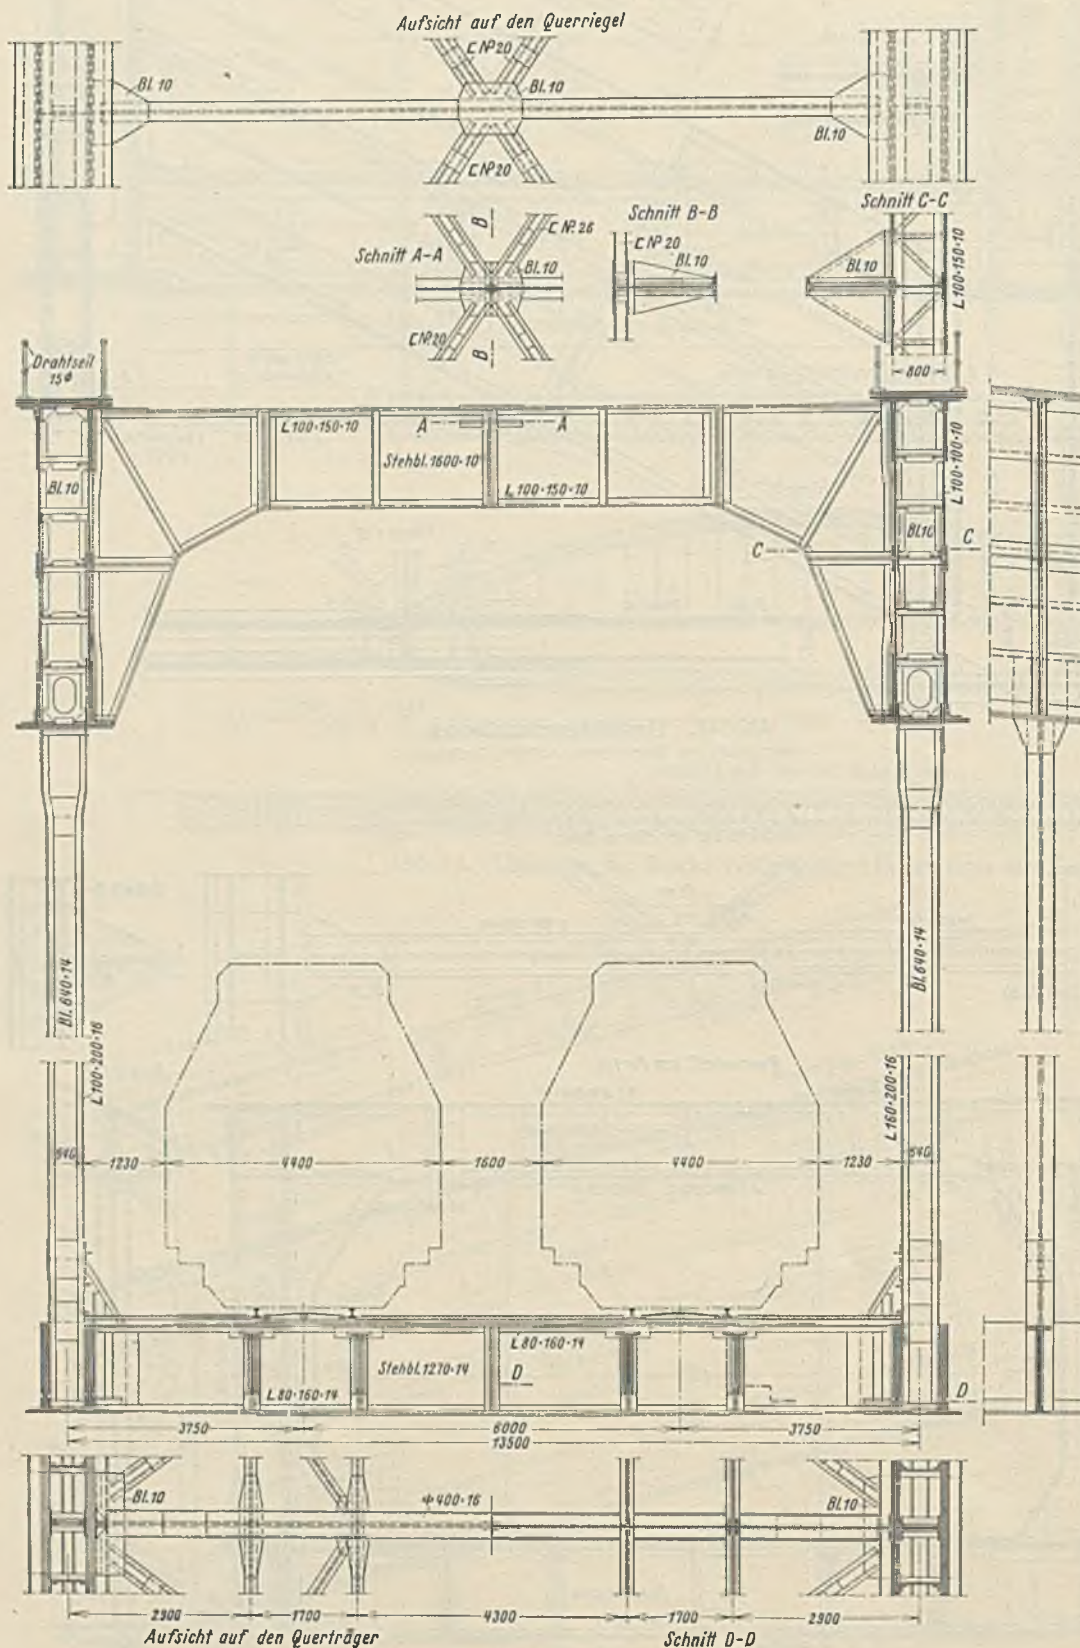 Aufsicht auf den Querriegel
C Nº 20
Bl. 10
Bl. 10
Bl. 10
C Nº 20
Schnitt A-A
B
C Nº 26
Bl. 10
C Nº 20
B
Schnitt B-B
C Nº 20
Bl. 10
Schnitt C-C
Bl. 10
L 100·150·10
800
Drahtseil
15 ⌀
L 100·150·10
A
A
Stehbl. 1600·10
L 100·150·10
Bl. 10
L 100·100·10
Bl. 10
C
C
Bl. 640·14
L 100·200·16
Bl. 640·14
L 160·200·16
640
1230
4400
1600
4400
1230
640
L 80·160·14
Stehbl. 1270·14
D
L 80·160·14
D
3750
6000
3750
13500
Bl. 10
400·16
Bl. 10
2900
1700
4300
1700
2900
Aufsicht auf den Querträger
Schnitt D-D